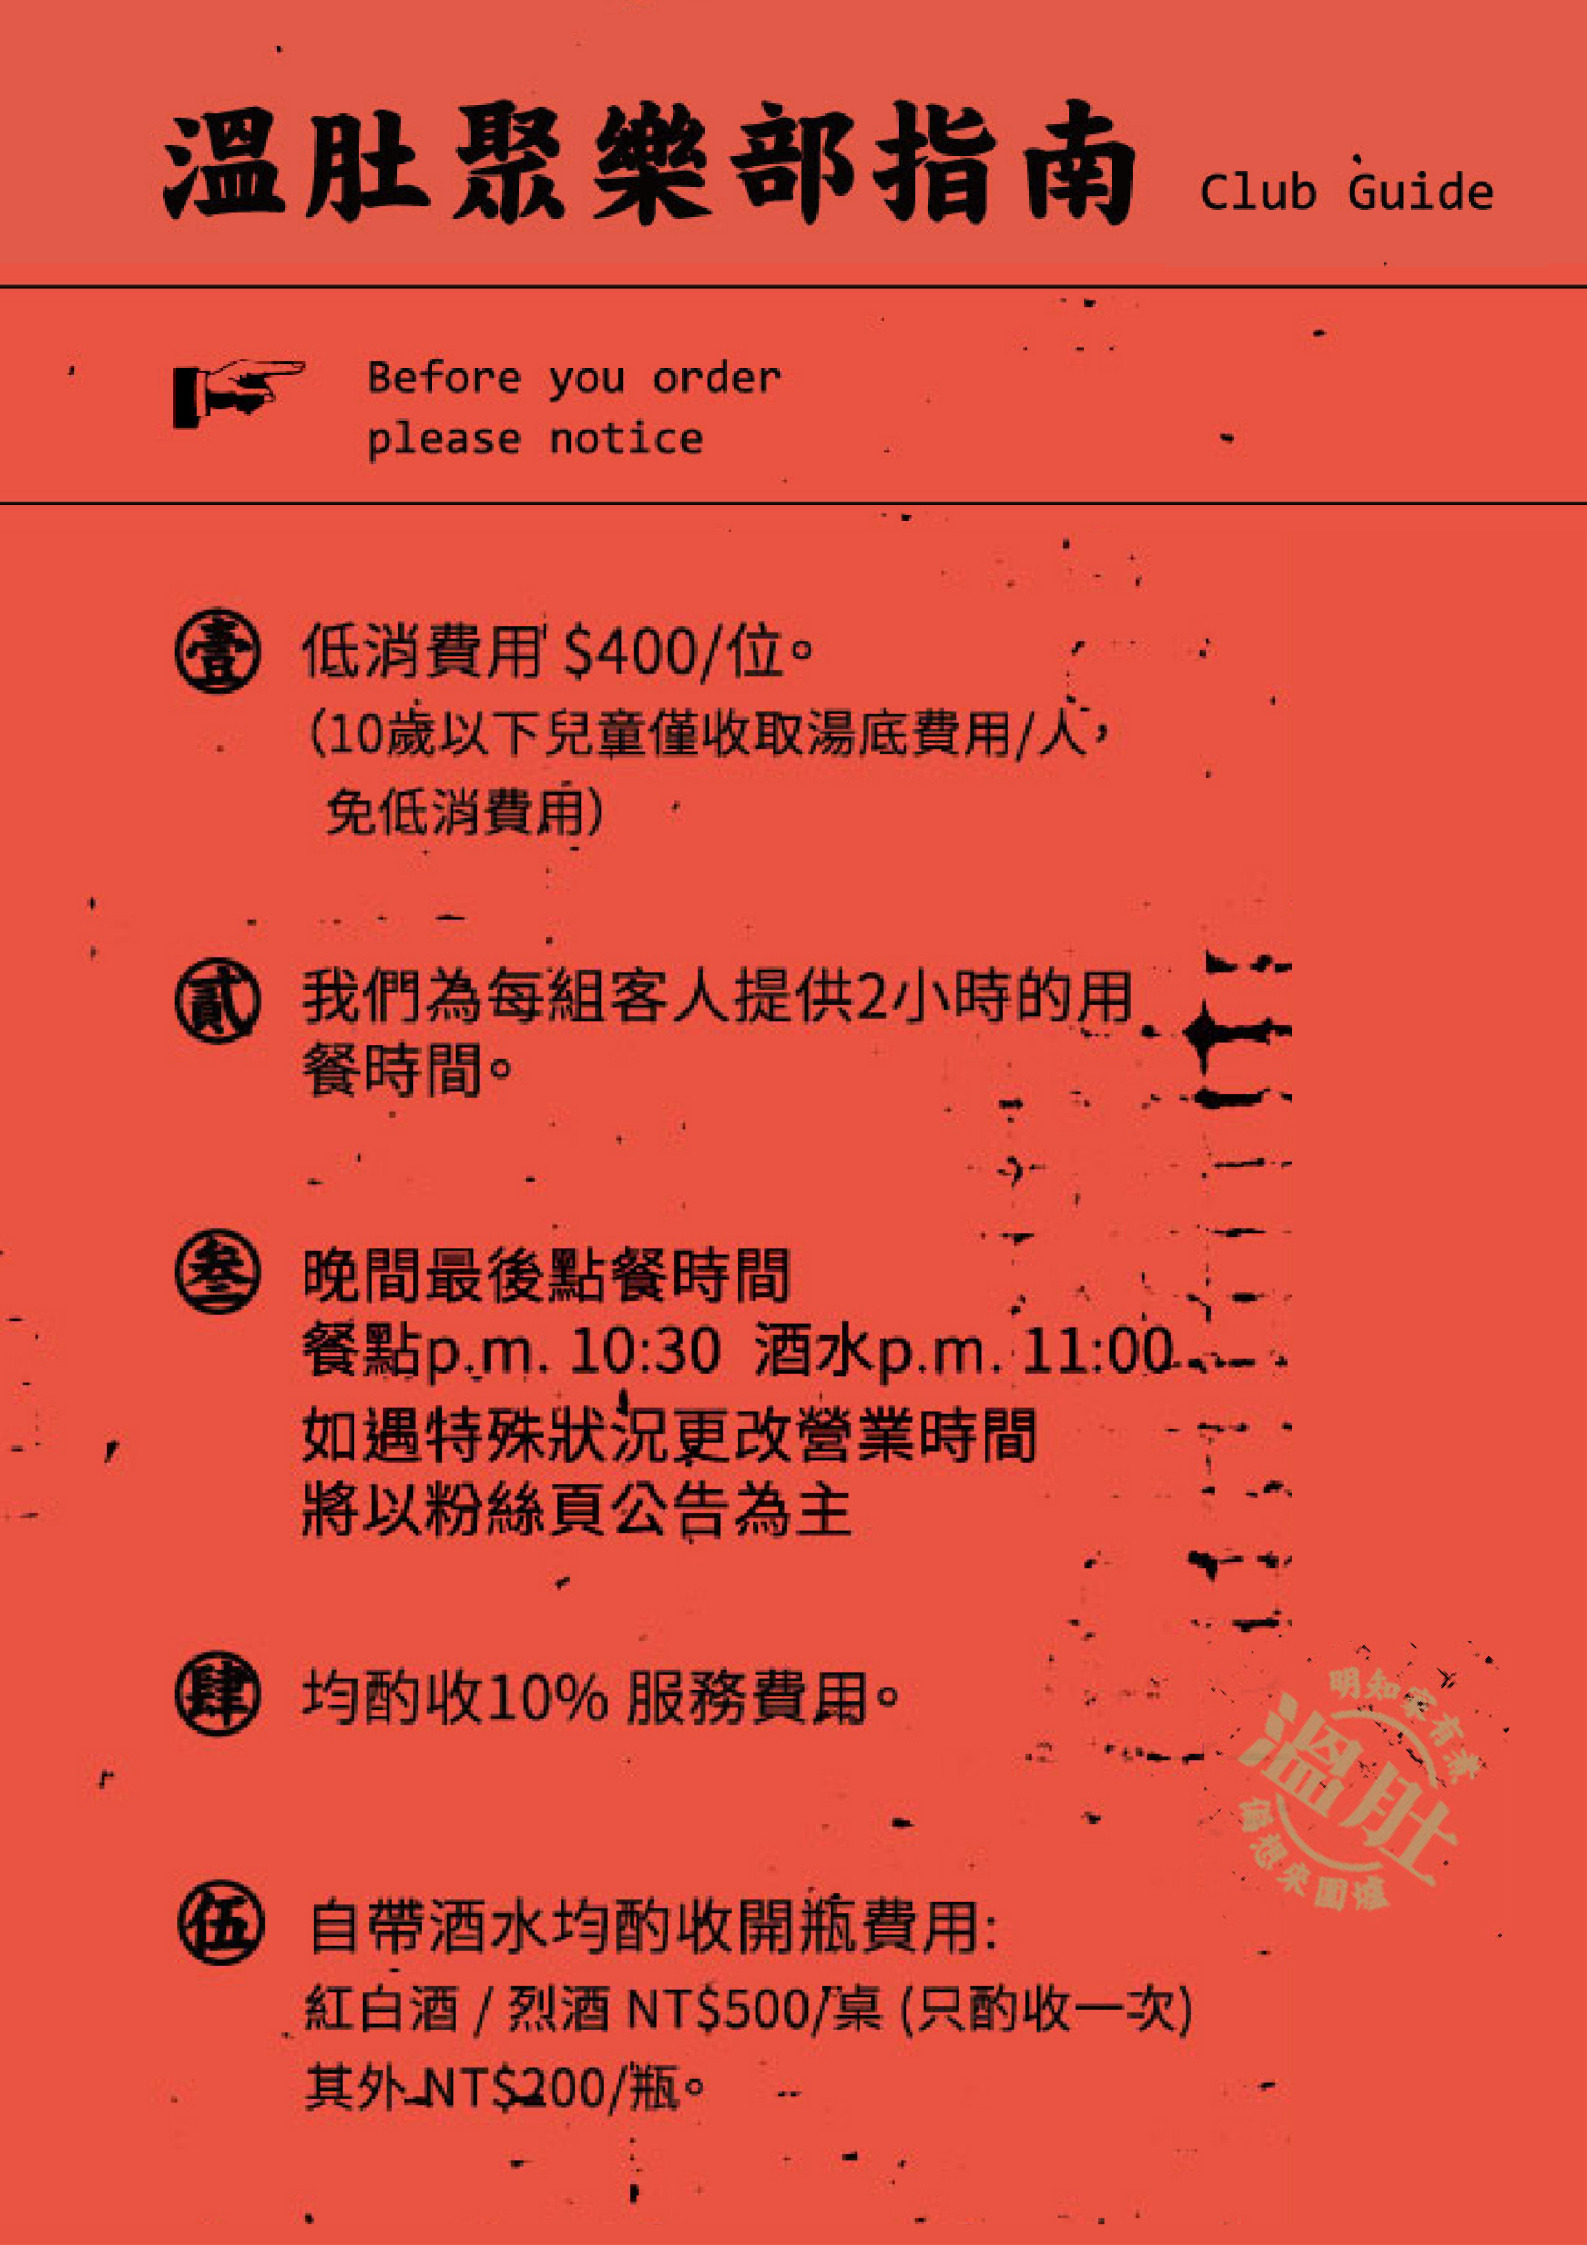 溫肚聚樂部指南 Club Guide
Before you order
please notice
壹 低消費用 $400/位。
(10歲以下兒童僅收取湯底費用/人,
免低消費用)
貳 我們為每組客人提供2小時的用
餐時間。
叁 晚間最後點餐時間
餐點p.m. 10:30 酒水p.m. 11:00
如遇特殊狀況更改營業時間
將以粉絲頁公告為主
肆 均酌收10% 服務費用。
明知家有
溫肚
偏想來圍爐
伍 自帶酒水均酌收開瓶費用:
紅白酒 / 烈酒 NT$500/桌 (只酌收一次)
其外 NT$200/瓶。